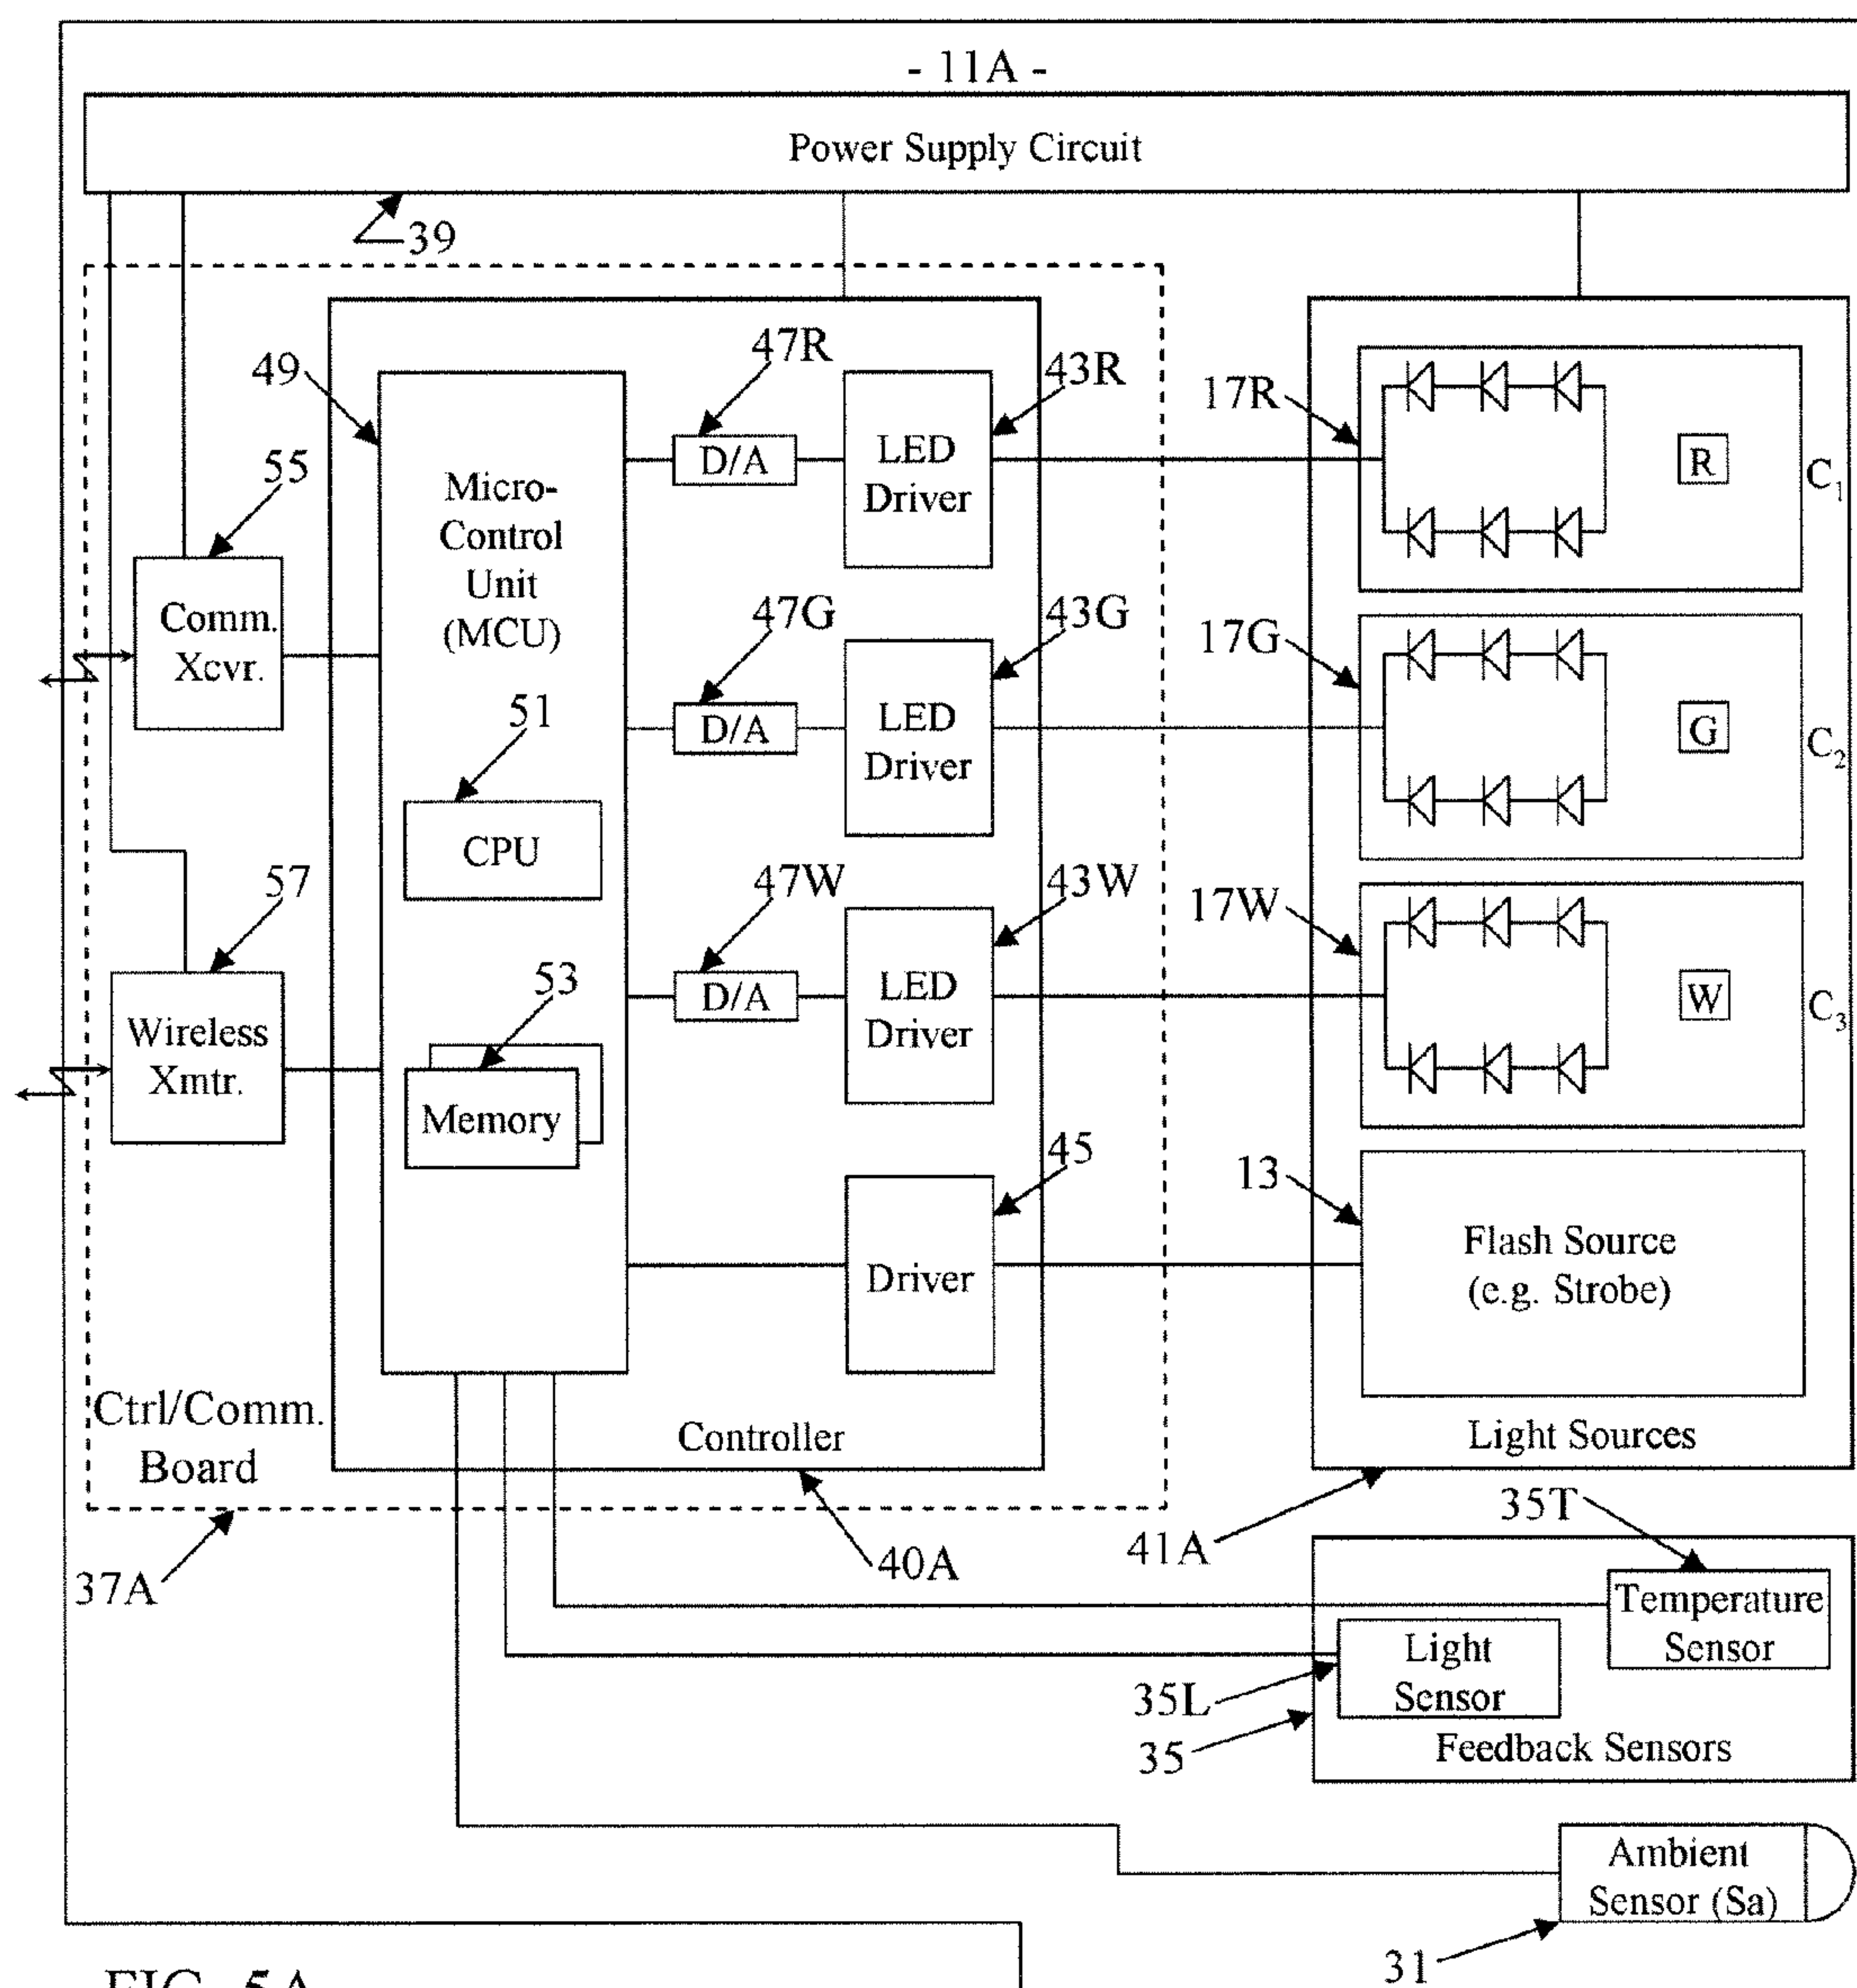 - 11A -
Power Supply Circuit
39
49
47R
43R
17R
D/A
LED
Driver
R
C1
55
Micro-
Control
Unit
(MCU)
Comm.
Xcvr.
47G
43G
17G
D/A
LED
Driver
G
C2
51
CPU
57
47W
43W
17W
D/A
LED
Driver
W
C3
Wireless
Xmtr.
53
Memory
45
13
Driver
Flash Source
(e.g. Strobe)
Ctrl/Comm.
Board
Controller
Light Sources
37A
40A
41A
35T
Temperature
Sensor
Light
Sensor
35L
35
Feedback Sensors
Ambient
Sensor (Sa)
31
FIG. 5A